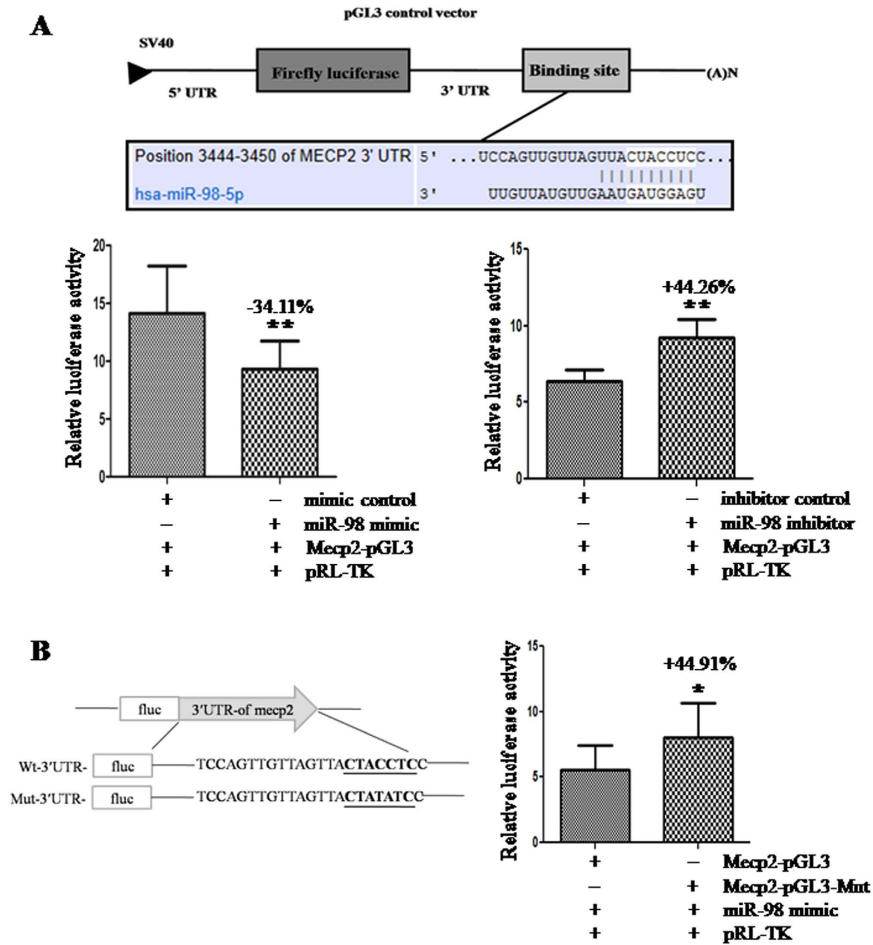 A
pGL3 control vector
SV40
Firefly luciferase
Binding site
5' UTR
3' UTR
(A)N
Position 3444-3450 of MECP2 3' UTR 5' ...UCCAGUUGUUAGUUACUACCUCC...
hsa-miR-98-5p 3' UUGUUAUGUUGAAUGAUGGAGU
Relative luciferase activity
20
15
10
5
0
-34.11%
**
+ − mimic control
− + miR-98 mimic
+ + Mecp2-pGL3
+ + pRL-TK
Relative luciferase activity
15
10
5
0
+44.26%
**
+ − inhibitor control
− + miR-98 inhibitor
+ + Mecp2-pGL3
+ + pRL-TK
B
fluc 3'UTR-of mecp2
Wt-3'UTR- fluc TCCAGTTGTTAGTTACTACCTCC
Mut-3'UTR- fluc TCCAGTTGTTAGTTACTATATCC
Relative luciferase activity
15
10
5
0
+44.91%
*
+ − Mecp2-pGL3
− + Mecp2-pGL3-Mut
+ + miR-98 mimic
+ + pRL-TK